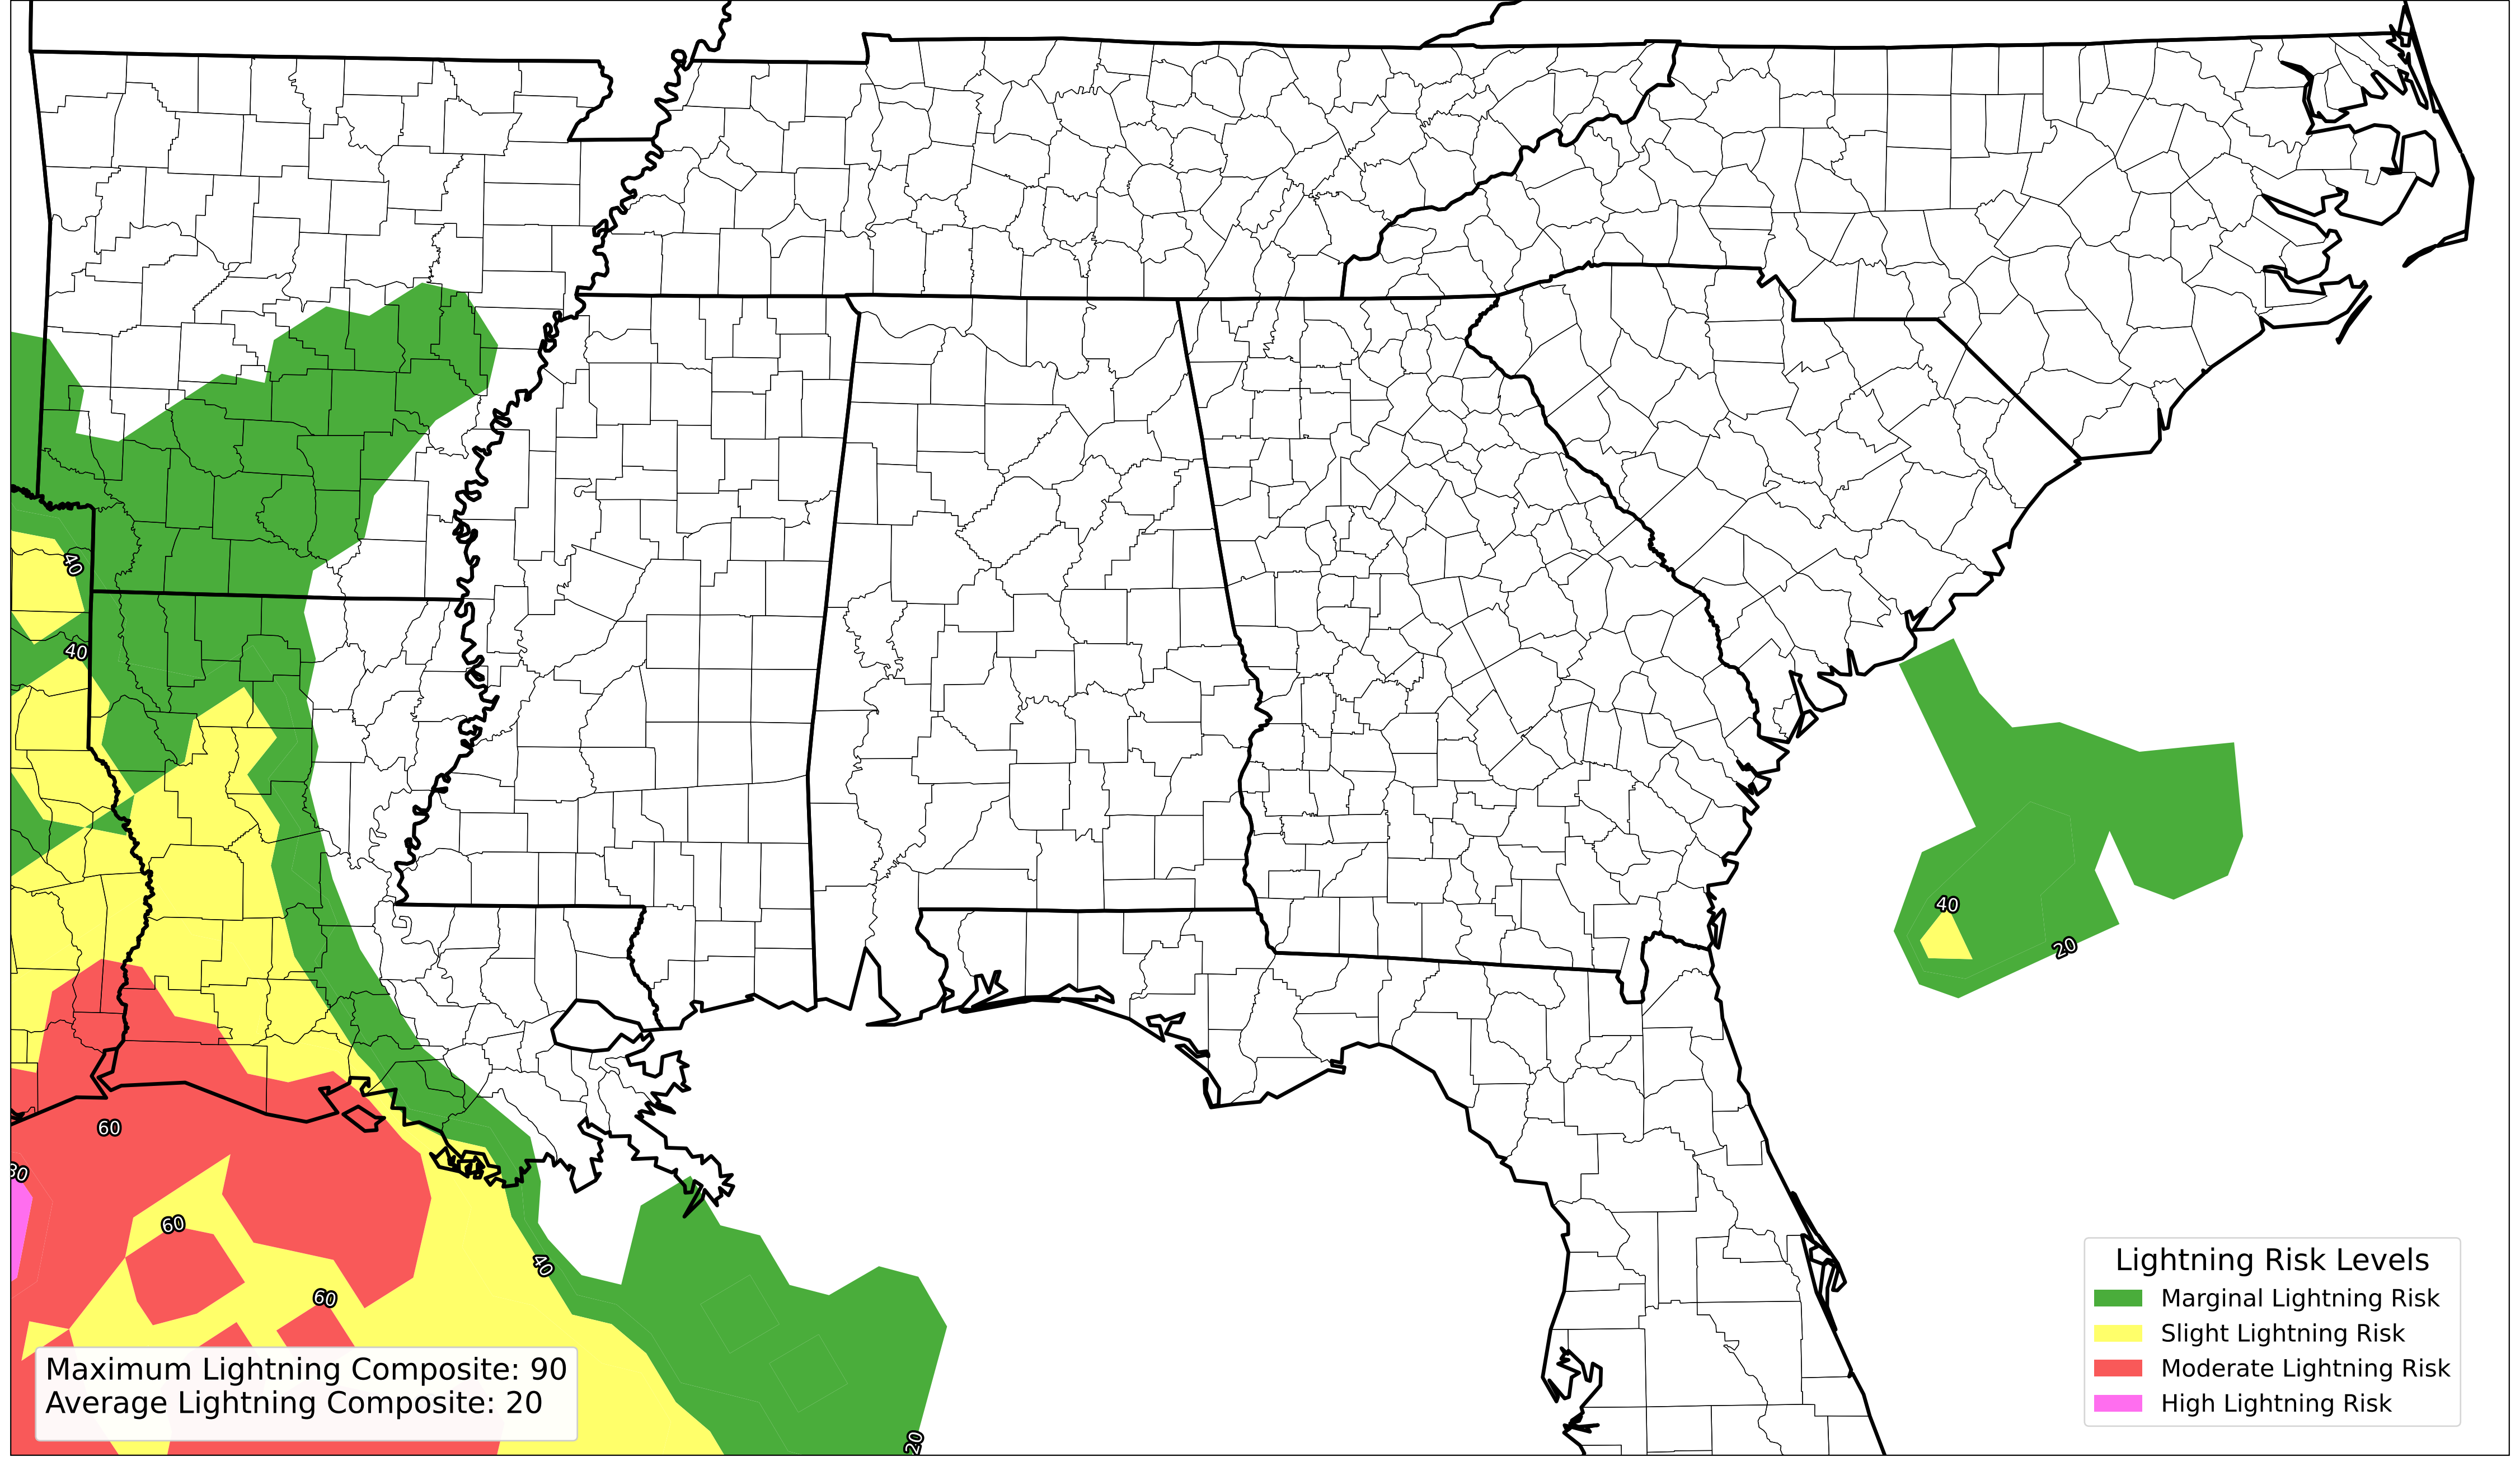 40
40
40
20
60
80
60
40
60
20
Lightning Risk Levels
Marginal Lightning Risk
Slight Lightning Risk
Moderate Lightning Risk
High Lightning Risk
Maximum Lightning Composite: 90
Average Lightning Composite: 20